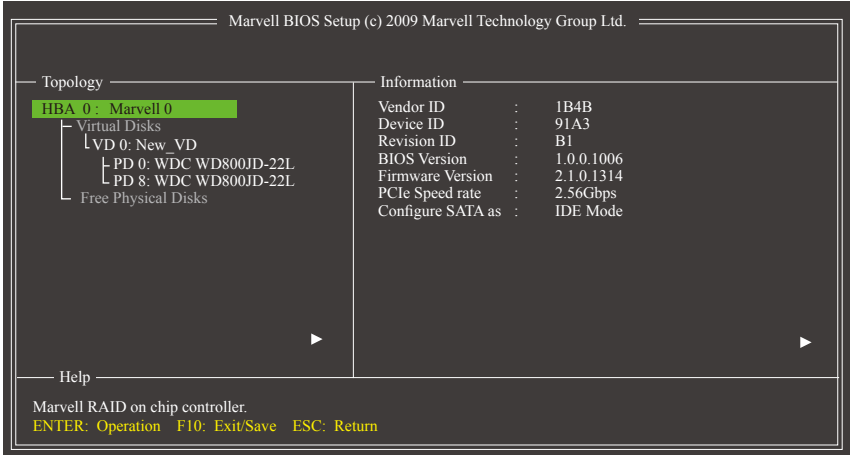 Marvell BIOS Setup (c) 2009 Marvell Technology Group Ltd.
Topology
HBA 0 : Marvell 0
Virtual Disks
VD 0: New_VD
PD 0: WDC WD800JD-22L
PD 8: WDC WD800JD-22L
Free Physical Disks
Information
Vendor ID : 1B4B
Device ID : 91A3
Revision ID : B1
BIOS Version : 1.0.0.1006
Firmware Version : 2.1.0.1314
PCIe Speed rate : 2.56Gbps
Configure SATA as : IDE Mode
Help
Marvell RAID on chip controller.
ENTER: Operation F10: Exit/Save ESC: Return